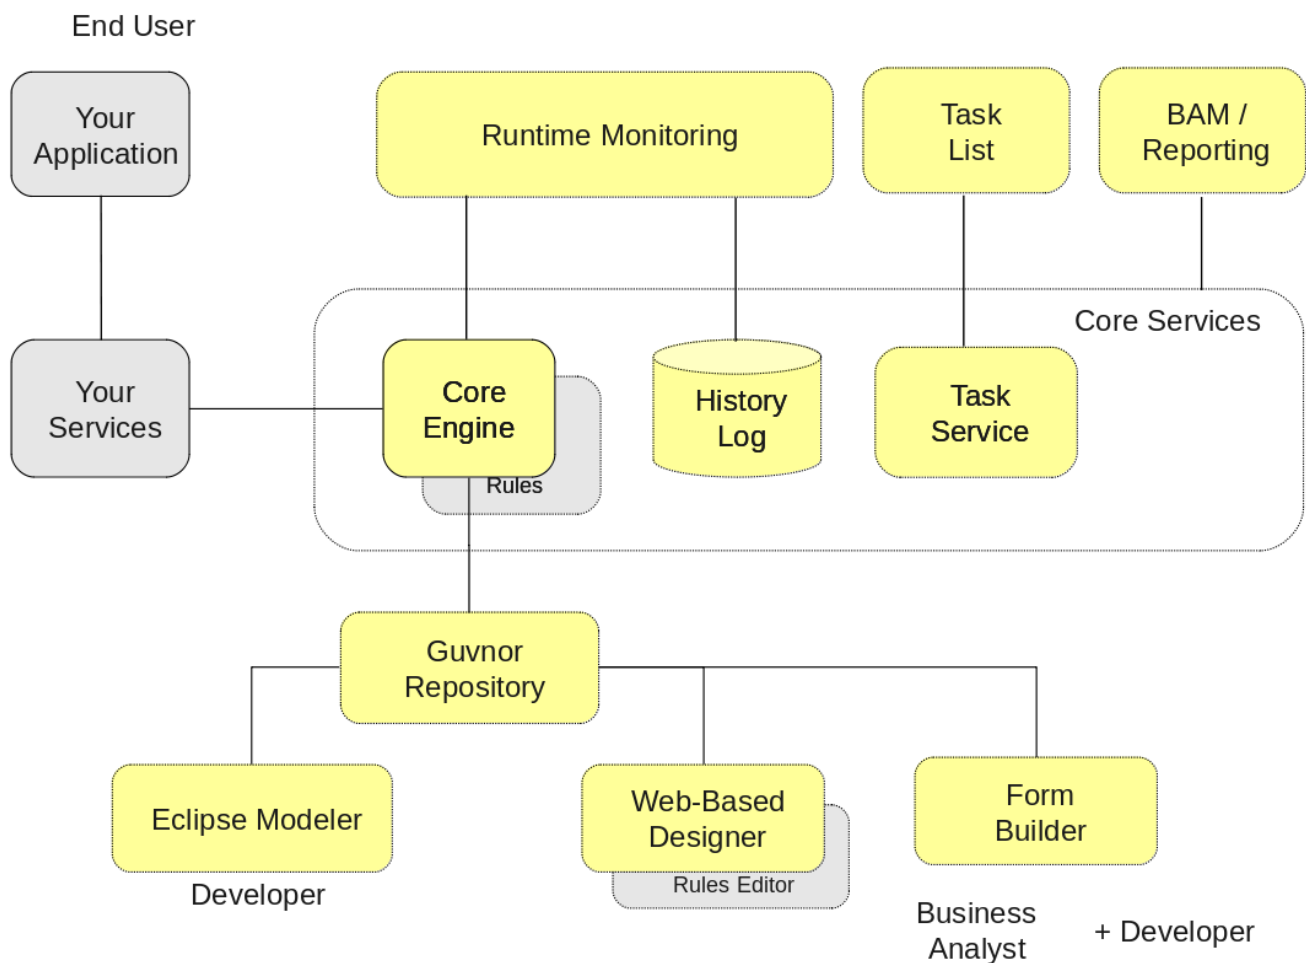 End User
Your
Application
Runtime Monitoring
Task
List
BAM /
Reporting
Core Services
Your
Services
Core
Engine
Rules
History
Log
Task
Service
Guvnor
Repository
Eclipse Modeler
Developer
Web-Based
Designer
Rules Editor
Form
Builder
Business
Analyst
+ Developer